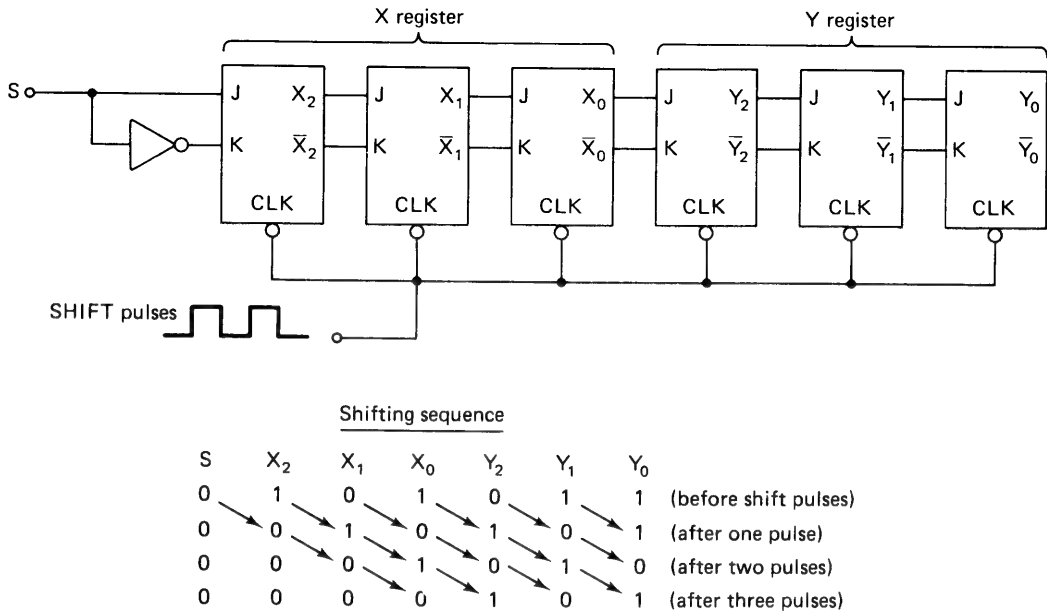 X register Y register
S J X₂ J X₁ J X₀ J Y₂ J Y₁ J Y₀
K X̅₂ K X̅₁ K X̅₀ K Y̅₂ K Y̅₁ K Y̅₀
CLK CLK CLK CLK CLK CLK
SHIFT pulses
Shifting sequence
S X₂ X₁ X₀ Y₂ Y₁ Y₀
0 1 0 1 0 1 1 (before shift pulses)
0 0 1 0 1 0 1 (after one pulse)
0 0 0 1 0 1 0 (after two pulses)
0 0 0 0 1 0 1 (after three pulses)